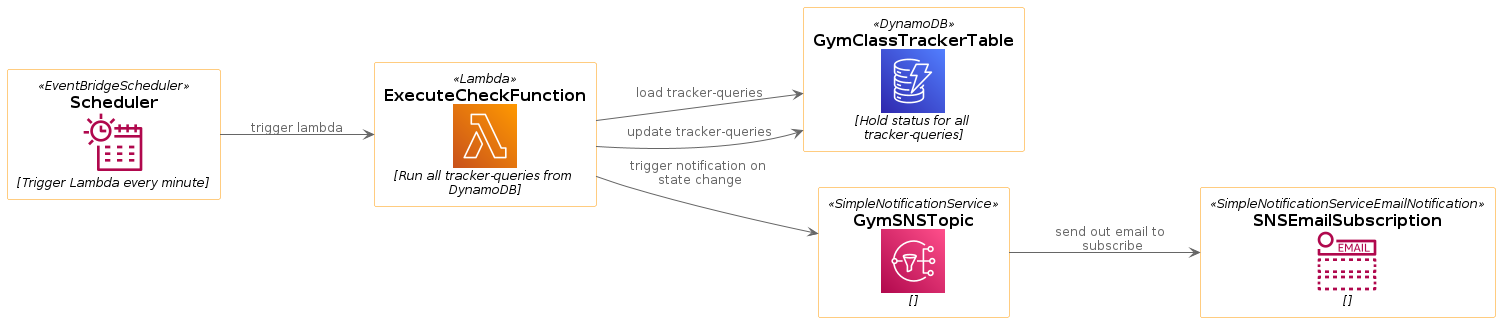 «EventBridgeScheduler»
Scheduler
[Trigger Lambda every minute]
trigger lambda
«Lambda»
ExecuteCheckFunction
[Run all tracker-queries from
DynamoDB]
load tracker-queries
update tracker-queries
trigger notification on
state change
«DynamoDB»
GymClassTrackerTable
[Hold status for all
tracker-queries]
«SimpleNotificationService»
GymSNSTopic
[]
send out email to
subscribe
«SimpleNotificationServiceEmailNotification»
SNSEmailSubscription
EMAIL
[]